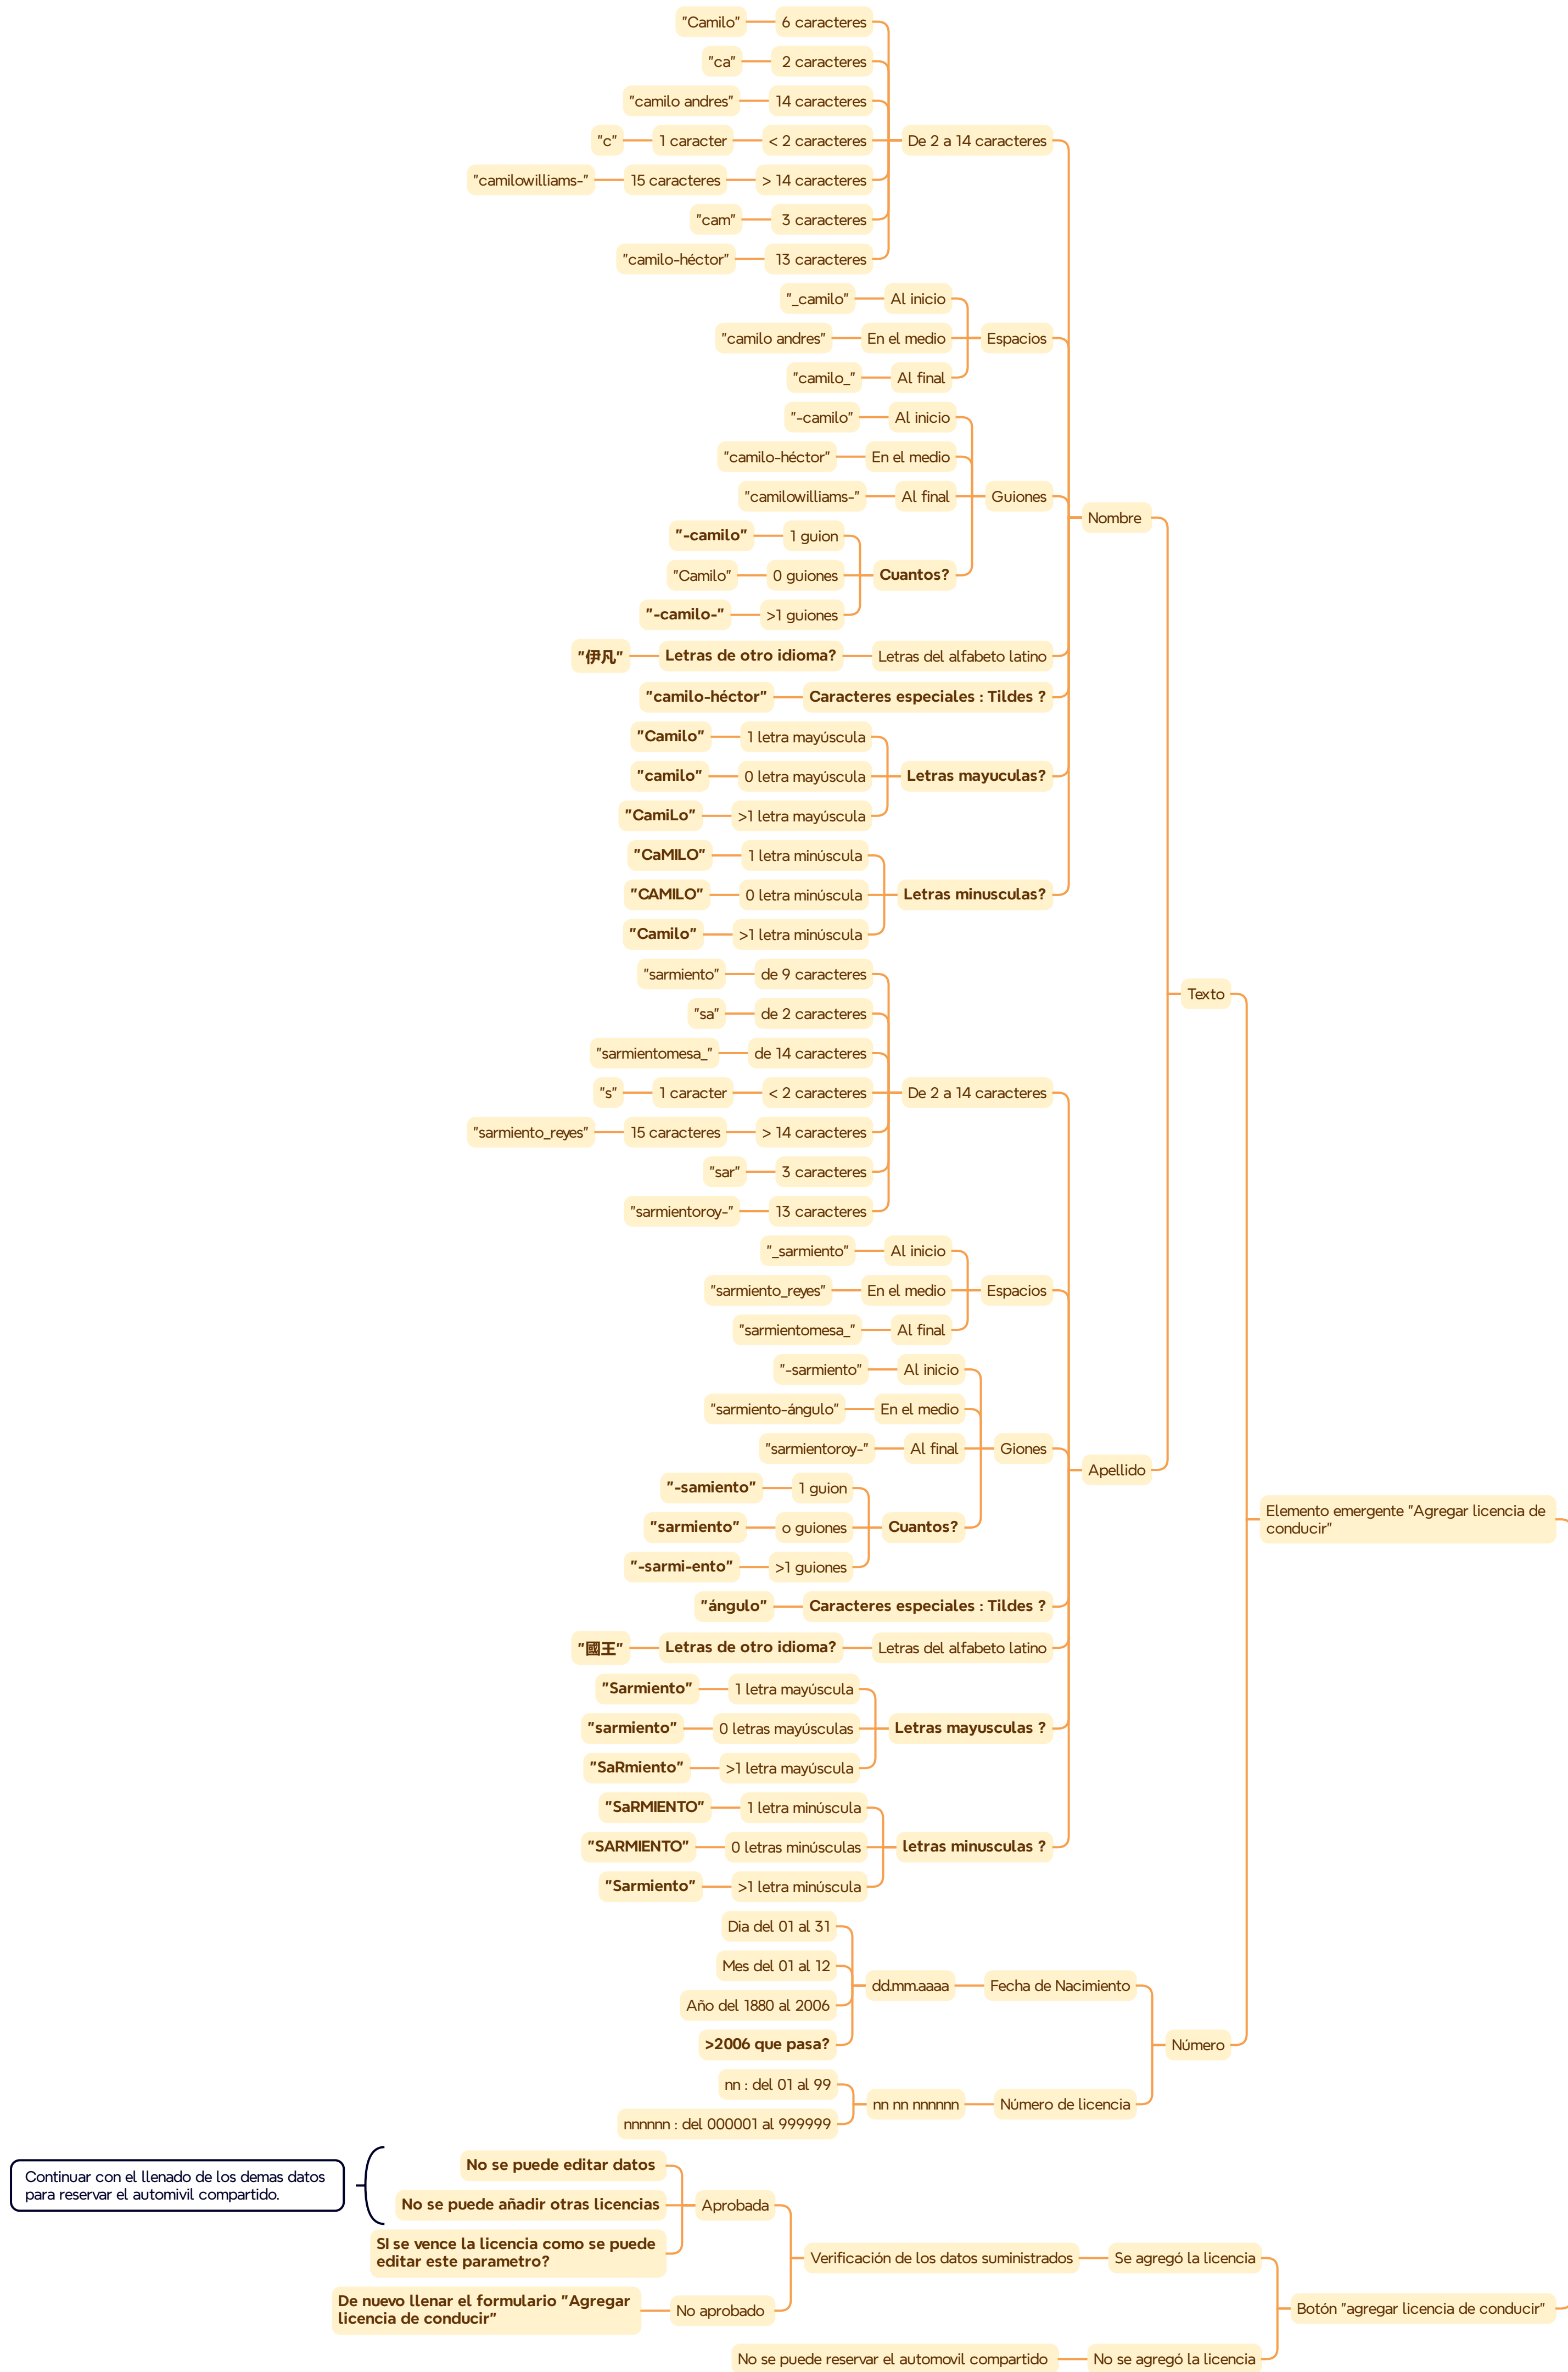 "Camilo" 6 caracteres
"ca" 2 caracteres
"camilo andres" 14 caracteres
"c" 1 caracter < 2 caracteres De 2 a 14 caracteres
"camilowilliams-" 15 caracteres > 14 caracteres
"cam" 3 caracteres
"camilo-héctor" 13 caracteres
"_camilo" Al inicio
"camilo andres" En el medio Espacios
"camilo_" Al final
"-camilo" Al inicio
"camilo-héctor" En el medio
"camilowilliams-" Al final Guiones
Nombre
"-camilo" 1 guion
"Camilo" 0 guiones Cuantos?
"-camilo-" >1 guiones
"伊凡" Letras de otro idioma? Letras del alfabeto latino
"camilo-héctor" Caracteres especiales : Tildes ?
"Camilo" 1 letra mayúscula
"camilo" 0 letra mayúscula Letras mayuculas?
"CamiLo" >1 letra mayúscula
"CaMILO" 1 letra minúscula
"CAMILO" 0 letra minúscula Letras minusculas?
"Camilo" >1 letra minúscula
"sarmiento" de 9 caracteres
Texto
"sa" de 2 caracteres
"sarmientomesa_" de 14 caracteres
"s" 1 caracter < 2 caracteres De 2 a 14 caracteres
"sarmiento_reyes" 15 caracteres > 14 caracteres
"sar" 3 caracteres
"sarmientoroy-" 13 caracteres
"_sarmiento" Al inicio
"sarmiento_reyes" En el medio Espacios
"sarmientomesa_" Al final
"-sarmiento" Al inicio
"sarmiento-ángulo" En el medio
"sarmientoroy-" Al final Giones
Apellido
"-samiento" 1 guion
Elemento emergente "Agregar licencia de
conducir"
"sarmiento" o guiones Cuantos?
"-sarmi-ento" >1 guiones
"ángulo" Caracteres especiales : Tildes ?
"國王" Letras de otro idioma? Letras del alfabeto latino
"Sarmiento" 1 letra mayúscula
"sarmiento" 0 letras mayúsculas Letras mayusculas ?
"SaRmiento" >1 letra mayúscula
"SaRMIENTO" 1 letra minúscula
"SARMIENTO" 0 letras minúsculas letras minusculas ?
"Sarmiento" >1 letra minúscula
Dia del 01 al 31
Mes del 01 al 12
dd.mm.aaaa Fecha de Nacimiento
Año del 1880 al 2006
>2006 que pasa?
Número
nn : del 01 al 99
nn nn nnnnnn Número de licencia
nnnnnn : del 000001 al 999999
No se puede editar datos
Continuar con el llenado de los demas datos
para reservar el automivil compartido.
No se puede añadir otras licencias Aprobada
SI se vence la licencia como se puede
editar este parametro?
Verificación de los datos suministrados Se agregó la licencia
De nuevo llenar el formulario "Agregar
licencia de conducir"
No aprobado
Botón "agregar licencia de conducir"
No se puede reservar el automovil compartido No se agregó la licencia